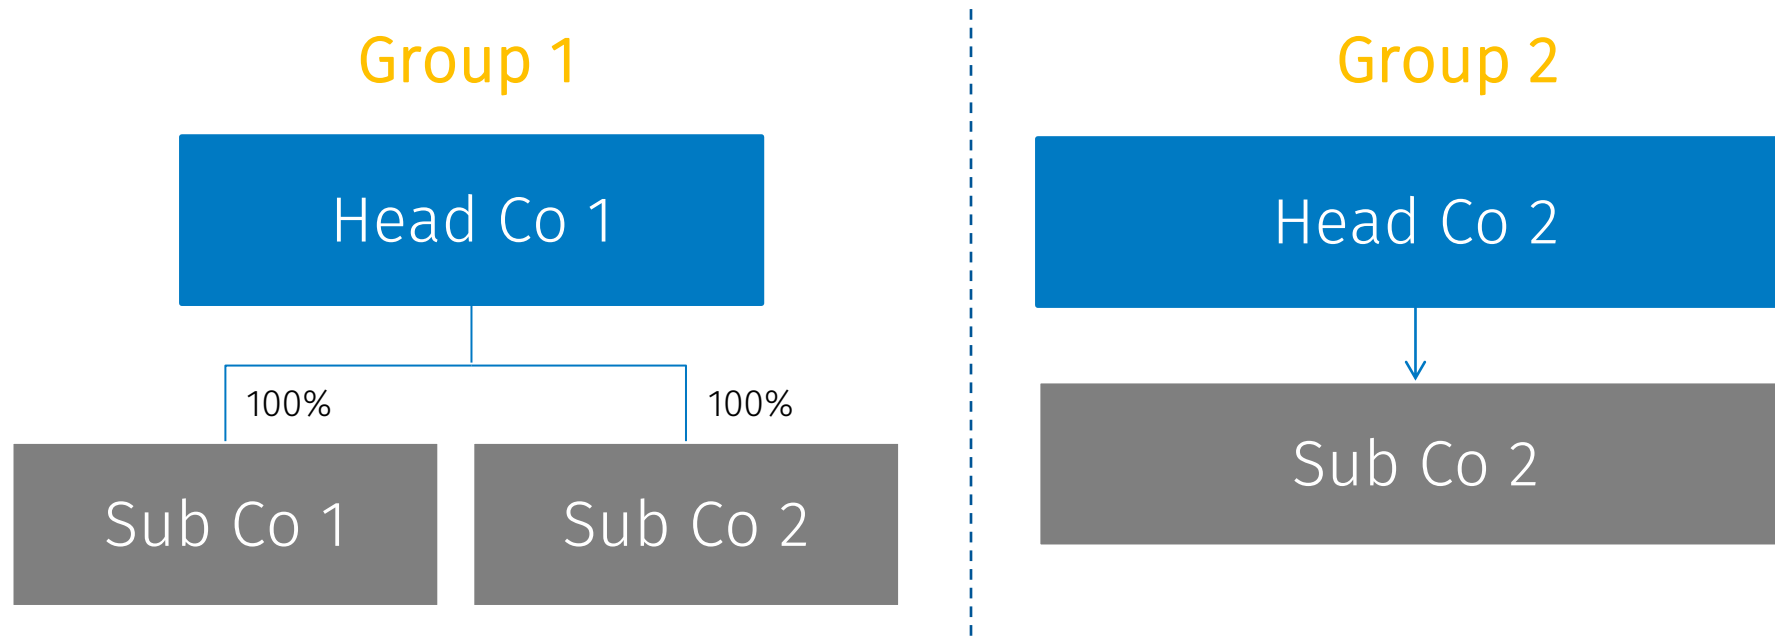 Group 1
Head Co 1
100%
100%
Sub Co 1
Sub Co 2
Group 2
Head Co 2
Sub Co 2